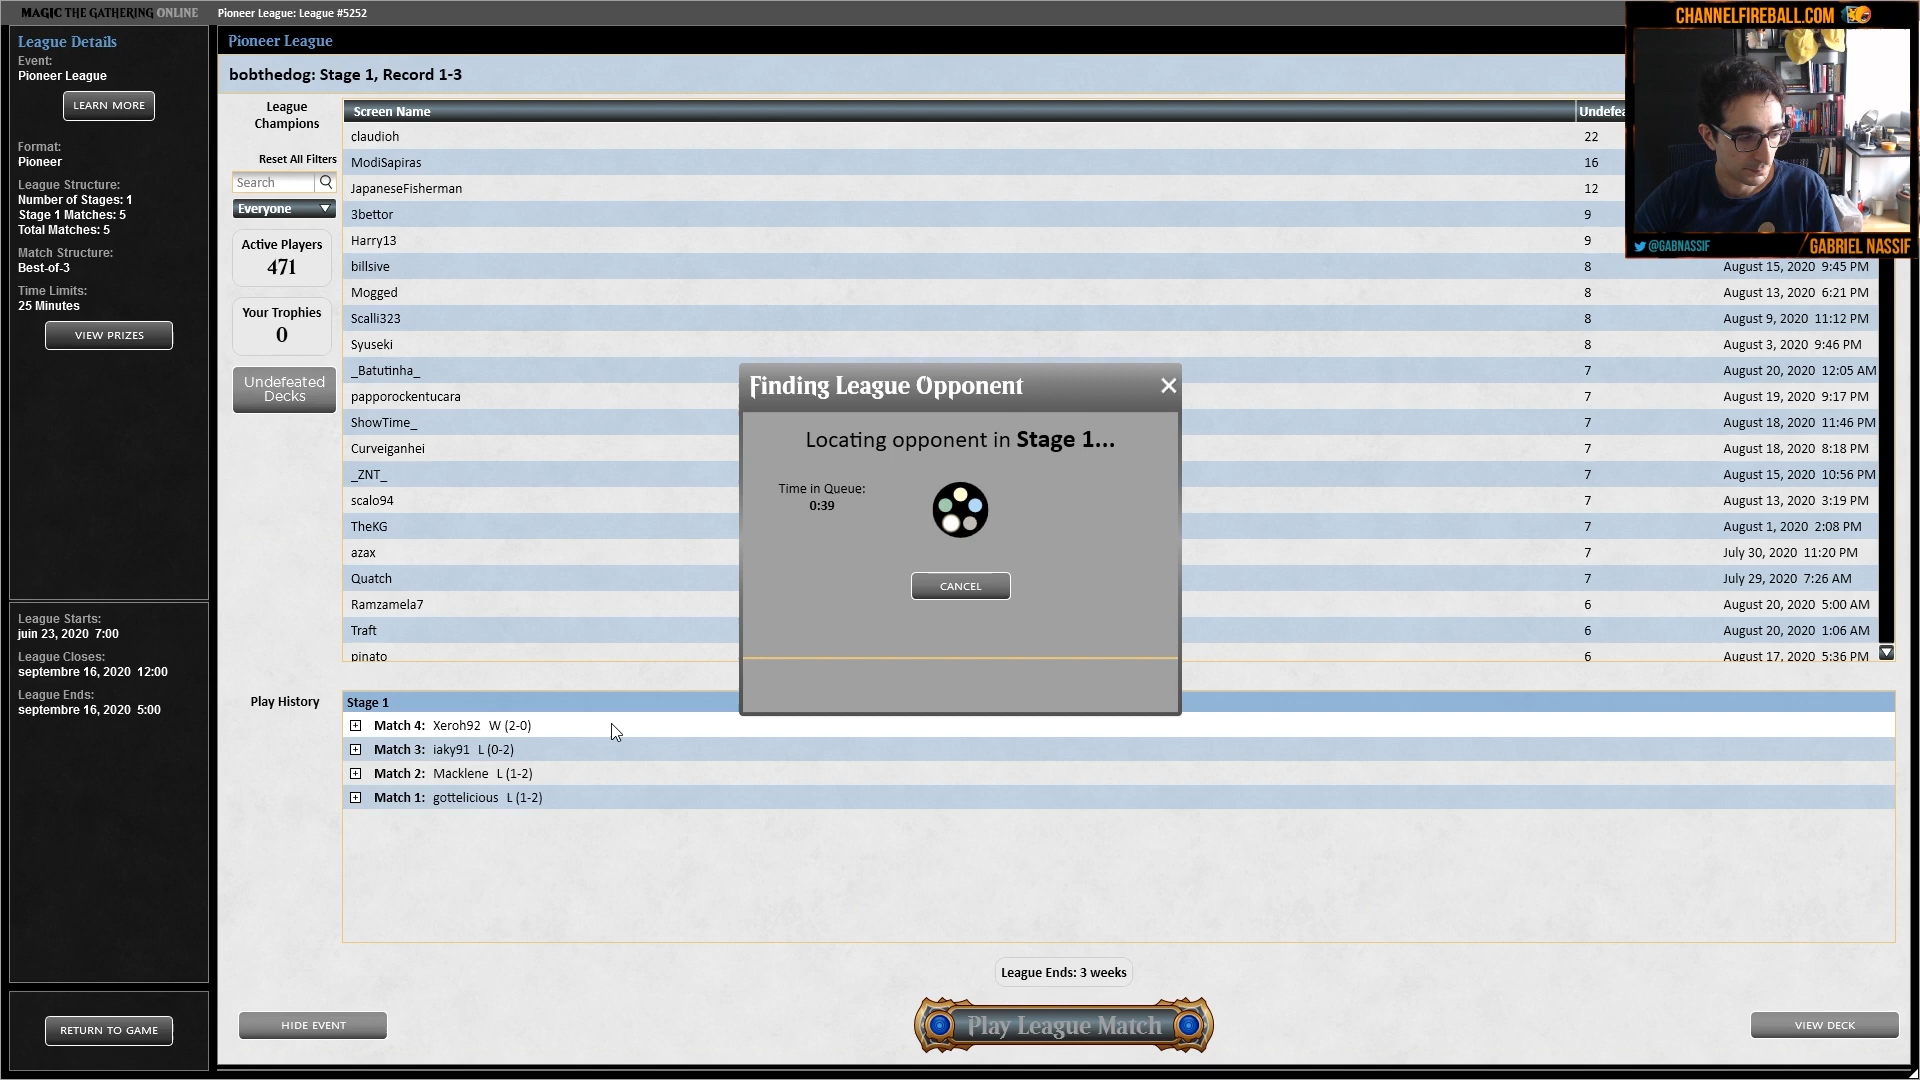 MAGIC THE GATHERING ONLINE
Pioneer League: League #5252
League Details
Event:
Pioneer League
LEARN MORE
Format:
Pioneer
League Structure:
Number of Stages: 1
Stage 1 Matches: 5
Total Matches: 5
Match Structure:
Best-of-3
Time Limits:
25 Minutes
VIEW PRIZES
League Starts:
juin 23, 2020 7:00
League Closes:
septembre 16, 2020 12:00
League Ends:
septembre 16, 2020 5:00
RETURN TO GAME
Pioneer League
bobthedog: Stage 1, Record 1-3
League
Champions
Reset All Filters
Search
Everyone
Active Players
471
Your Trophies
0
Undefeated
Decks
Screen Name Undefea
claudioh 22
ModiSapiras 16
JapaneseFisherman 12
3bettor 9
Harry13 9
billsive 8 August 15, 2020 9:45 PM
Mogged 8 August 13, 2020 6:21 PM
Scalli323 8 August 9, 2020 11:12 PM
Syuseki 8 August 3, 2020 9:46 PM
_Batutinha_ 7 August 20, 2020 12:05 AM
papporockentucara 7 August 19, 2020 9:17 PM
ShowTime_ 7 August 18, 2020 11:46 PM
Curveiganhei 7 August 18, 2020 8:18 PM
_ZNT_ 7 August 15, 2020 10:56 PM
scalo94 7 August 13, 2020 3:19 PM
TheKG 7 August 1, 2020 2:08 PM
azax 7 July 30, 2020 11:20 PM
Quatch 7 July 29, 2020 7:26 AM
Ramzamela7 6 August 20, 2020 5:00 AM
Traft 6 August 20, 2020 1:06 AM
pinato 6 August 17, 2020 5:36 PM
Finding League Opponent
Locating opponent in Stage 1...
Time in Queue:
0:39
CANCEL
Play History
Stage 1
Match 4: Xeroh92 W (2-0)
Match 3: iaky91 L (0-2)
Match 2: Macklene L (1-2)
Match 1: gottelicious L (1-2)
League Ends: 3 weeks
HIDE EVENT
Play League Match
VIEW DECK
CHANNELFIREBALL.COM
@GABNASSIF
GABRIEL NASSIF